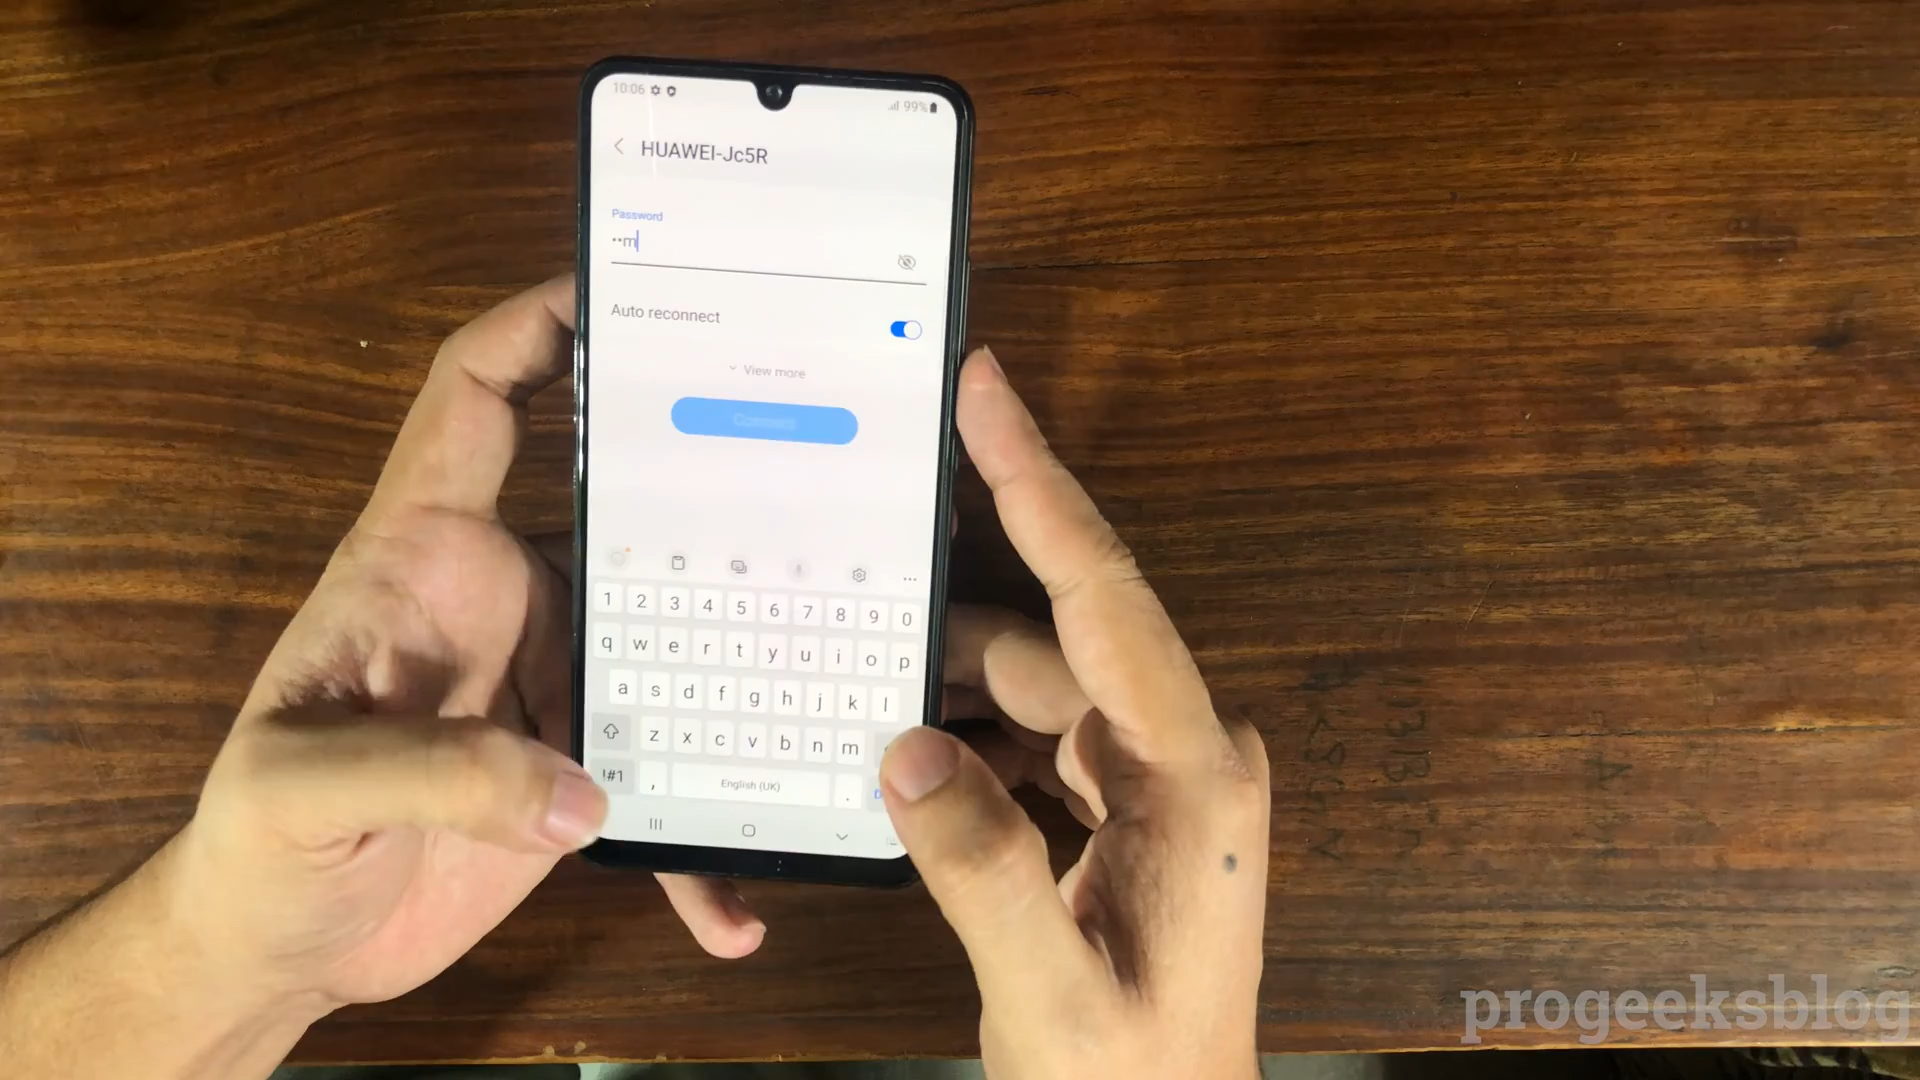 10:06
99%
HUAWEI-Jc5R
Password
••m
Auto reconnect
View more
Connect
1 2 3 4 5 6 7 8 9 0
q w e r t y u i o p
a s d f g h j k l
z x c v b n m
!#1 , English (UK) .
progeeksblog